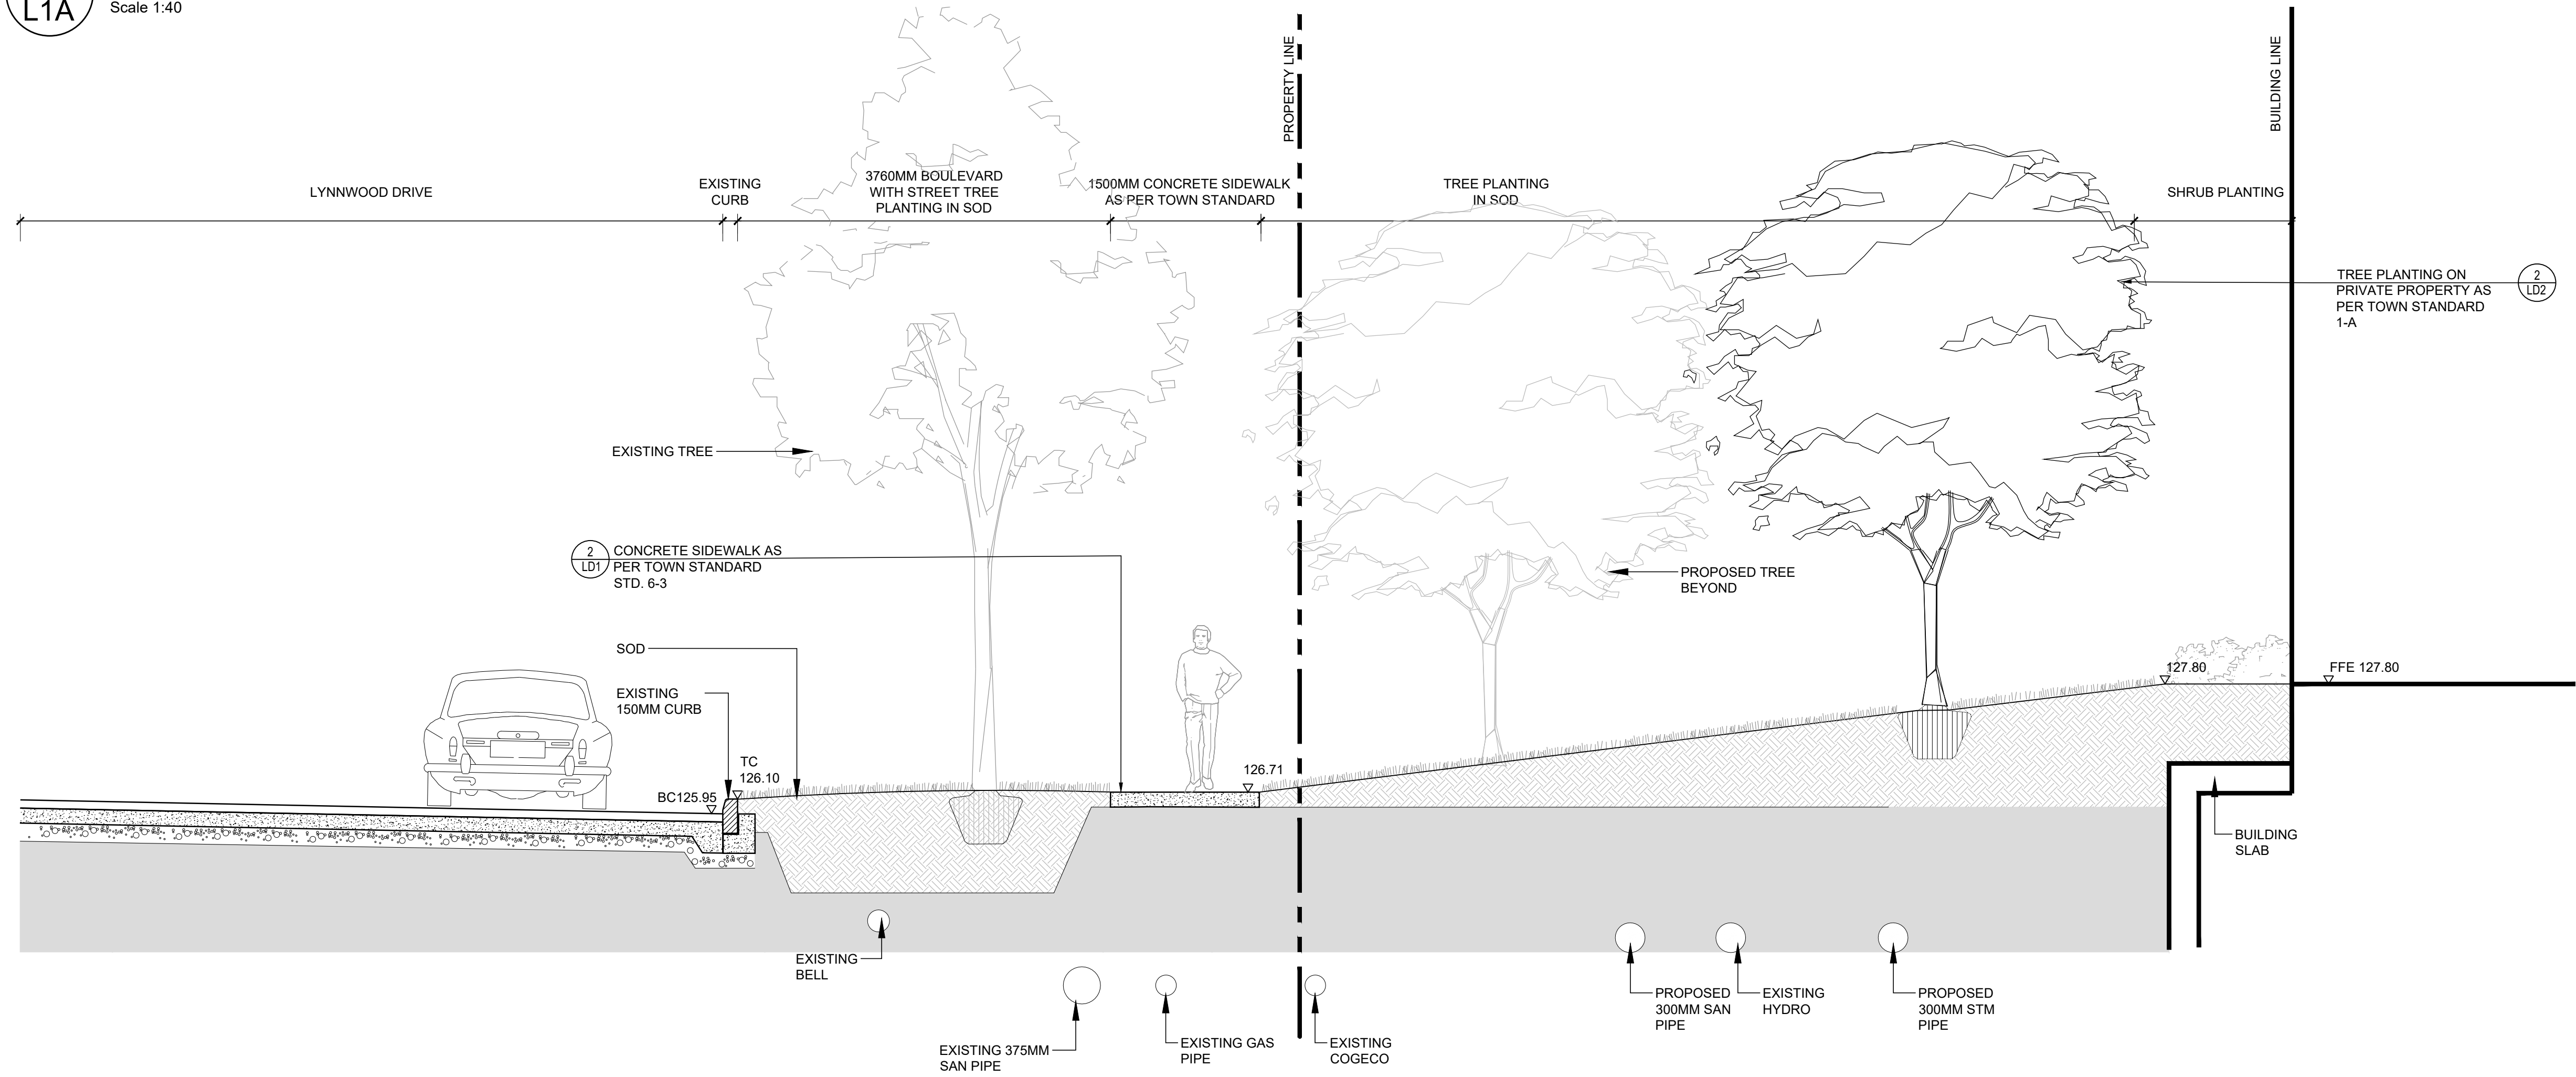 L1A
Scale 1:40
PROPERTY LINE
BUILDING LINE
LYNNWOOD DRIVE
EXISTING
CURB
3760MM BOULEVARD
WITH STREET TREE
PLANTING IN SOD
1500MM CONCRETE SIDEWALK
AS PER TOWN STANDARD
TREE PLANTING
IN SOD
SHRUB PLANTING
TREE PLANTING ON
PRIVATE PROPERTY AS
PER TOWN STANDARD
1-A
2
LD2
EXISTING TREE
2
LD1
CONCRETE SIDEWALK AS
PER TOWN STANDARD
STD. 6-3
PROPOSED TREE
BEYOND
SOD
EXISTING
150MM CURB
TC
126.10
BC125.95
126.71
127.80
FFE 127.80
BUILDING
SLAB
EXISTING
BELL
EXISTING 375MM
SAN PIPE
EXISTING GAS
PIPE
EXISTING
COGECO
PROPOSED
300MM SAN
PIPE
EXISTING
HYDRO
PROPOSED
300MM STM
PIPE